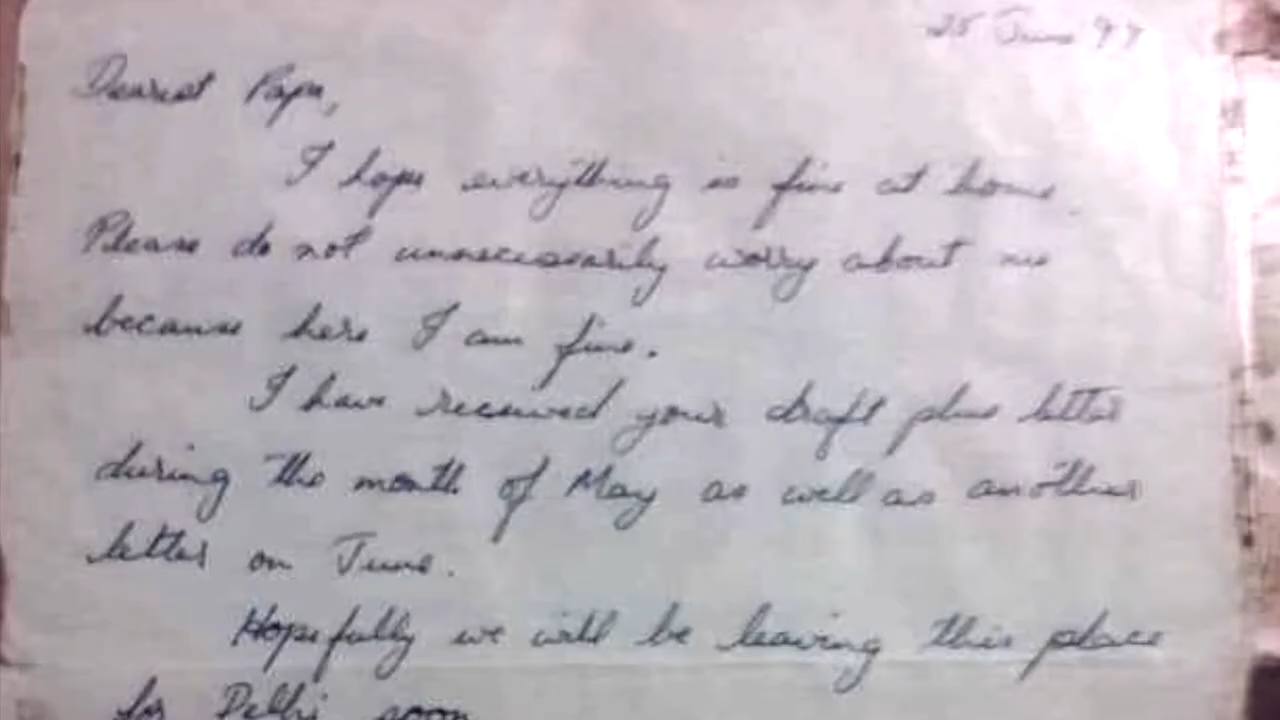 25 June 97
Dearest Papa,
I hope everything is fine at home.
Please do not unnecessarily worry about me
because here I am fine.
I have received your draft plus letter
during the month of May as well as another
letter on June.
Hopefully we will be leaving this place
for Delhi soon